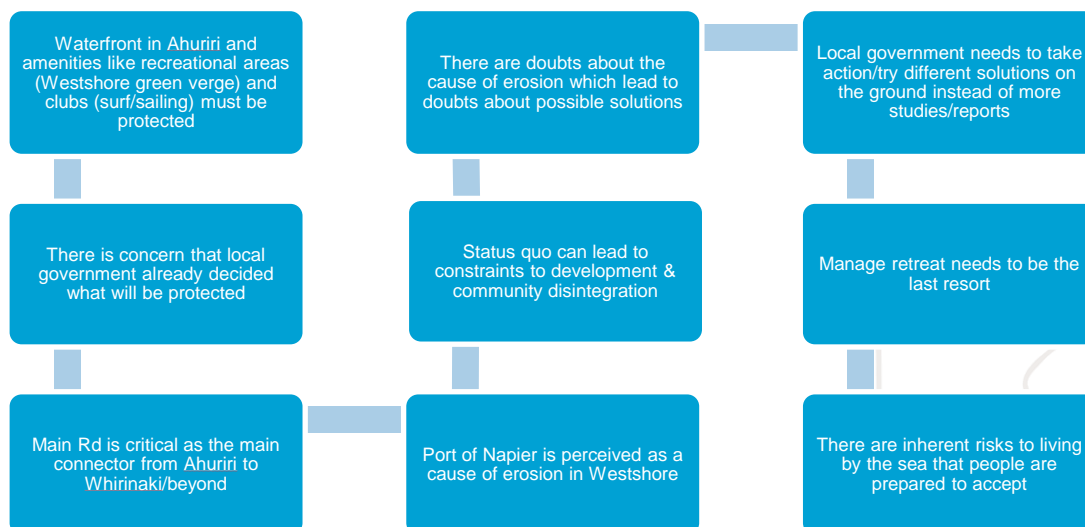 Waterfront in Ahuriri and
amenities like recreational areas
(Westshore green verge) and
clubs (surf/sailing) must be
protected
There is concern that local
government already decided
what will be protected
Main Rd is critical as the main
connector from Ahuriri to
Whirinaki/beyond
Port of Napier is perceived as a
cause of erosion in Westshore
Status quo can lead to
constraints to development &
community disintegration
There are doubts about the
cause of erosion which lead to
doubts about possible solutions
Local government needs to take
action/try different solutions on
the ground instead of more
studies/reports
Manage retreat needs to be the
last resort
There are inherent risks to living
by the sea that people are
prepared to accept